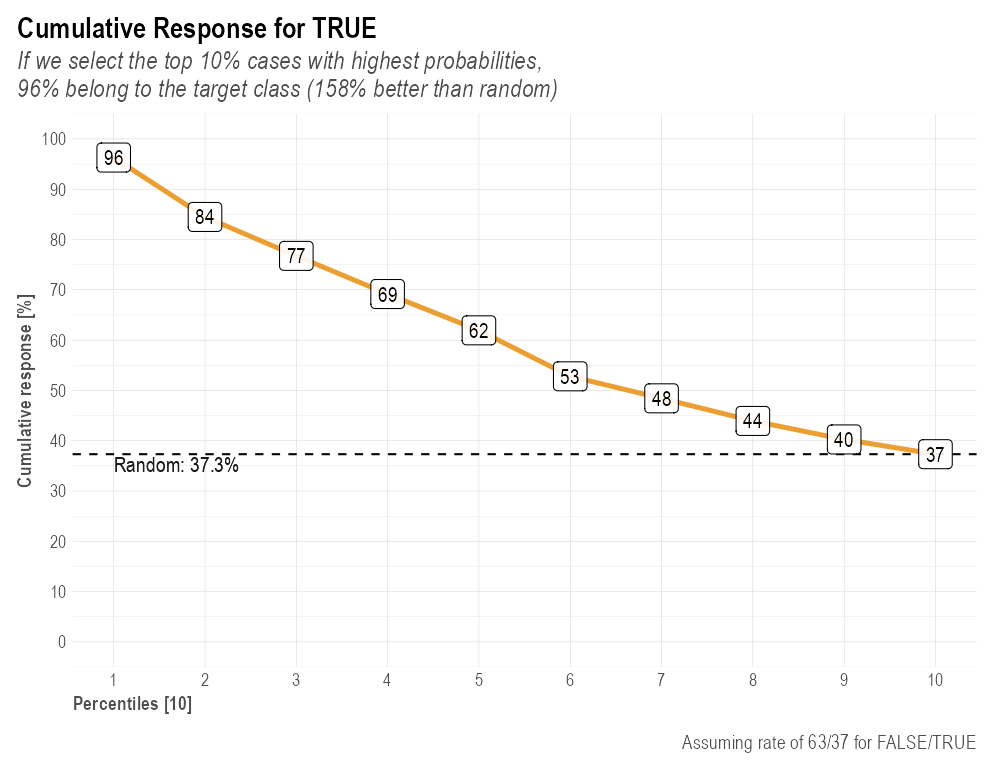 Cumulative Response for TRUE
If we select the top 10% cases with highest probabilities,
96% belong to the target class (158% better than random)
Cumulative response [%]
100
90
80
70
60
50
40
30
20
10
0
96
84
77
69
62
53
48
44
40
37
Random: 37.3%
1 2 3 4 5 6 7 8 9 10
Percentiles [10]
Assuming rate of 63/37 for FALSE/TRUE